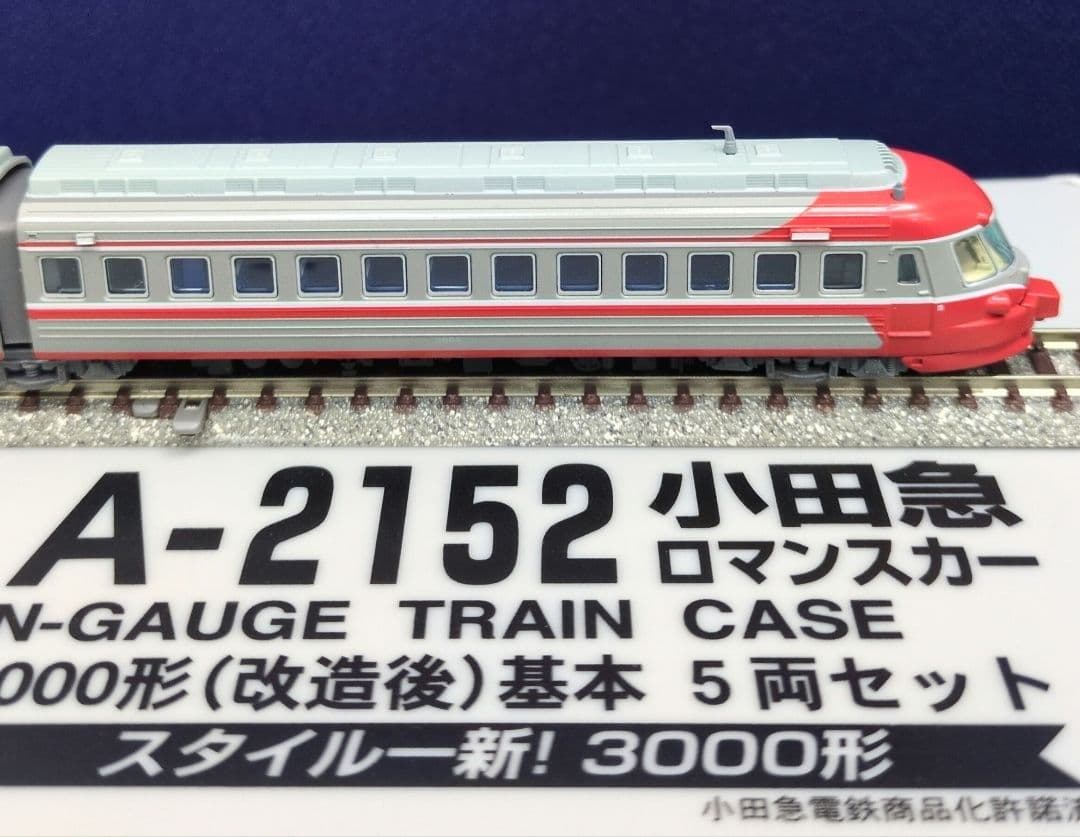 A-2152 小田急
ロマンスカー
N-GAUGE TRAIN CASE
000形(改造後)基本 5両セット
スタイル一新! 3000形
小田急電鉄商品化許諾済